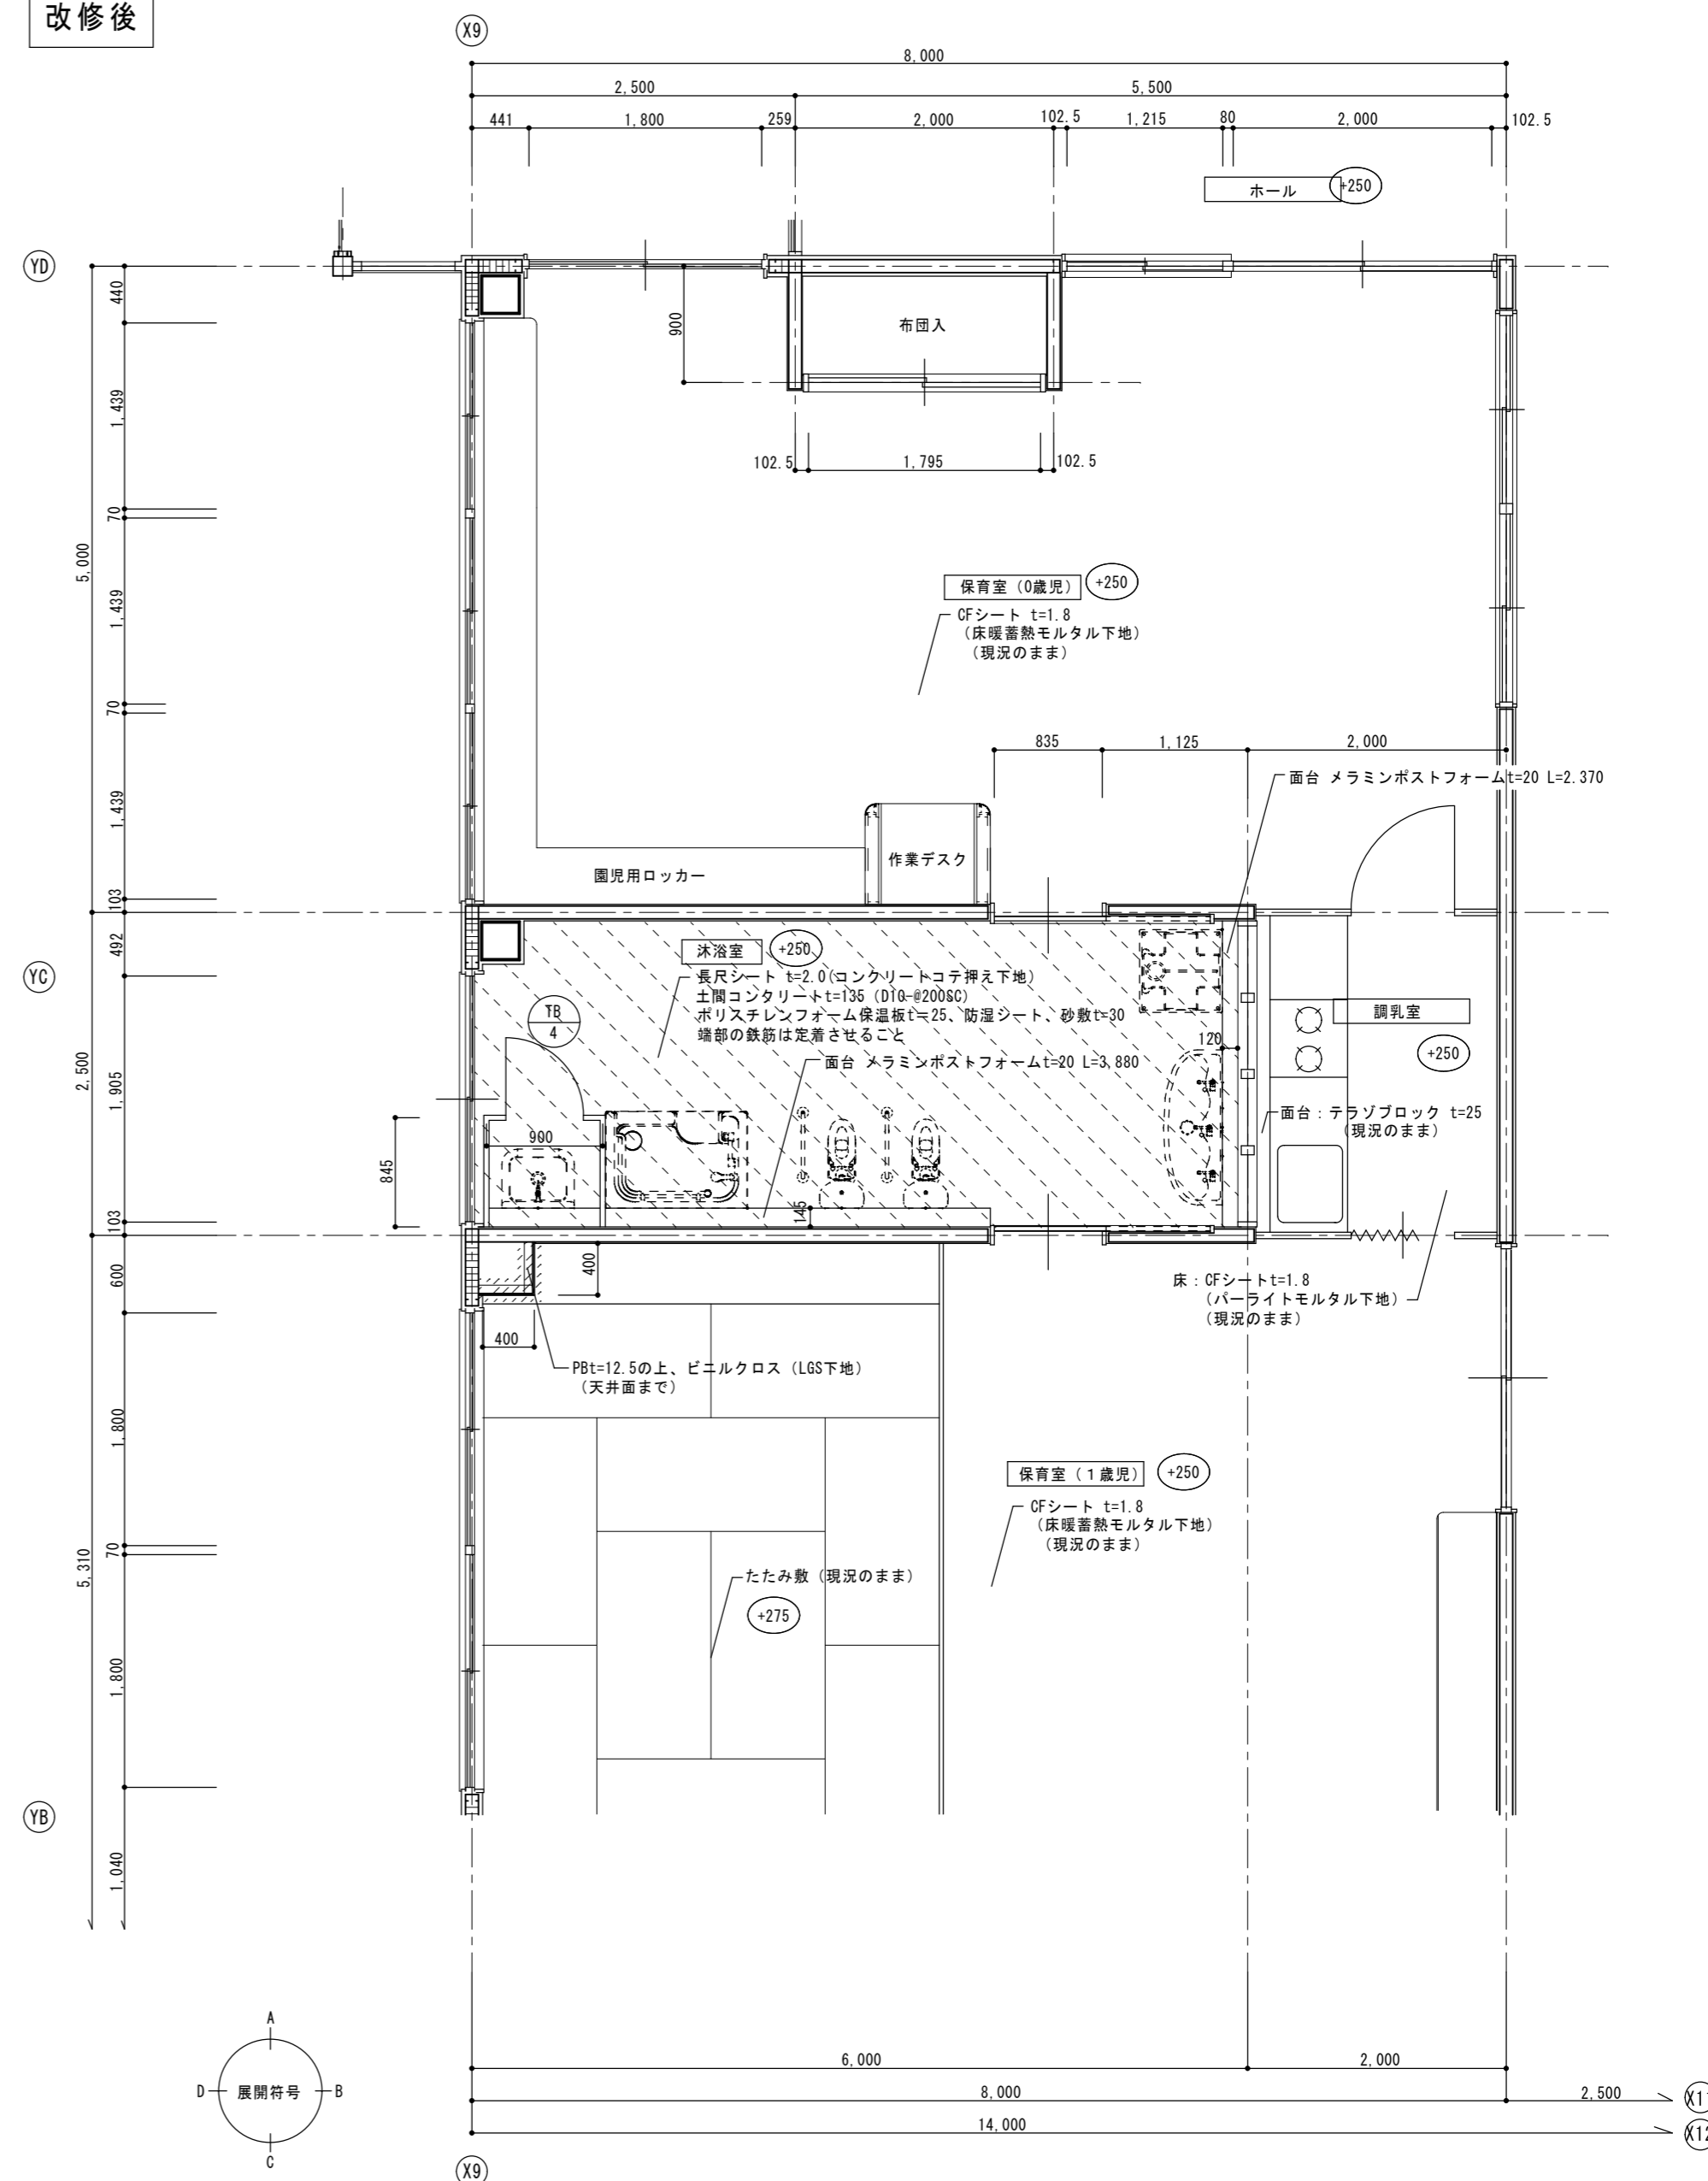 改修後
X9
8,000
2,500
5,500
441
1,800
259
2,000
102.5
1,215
80
2,000
102.5
ホール
+250
YD
440
900
布団入
1,439
102.5
1,795
102.5
70
5,000
保育室（0歳児）
+250
CFシート t=1.8
（床暖蓄熱モルタル下地）
（現況のまま）
1,439
70
835
1,125
2,000
面台 メラミンポストフォームt=20 L=2.370
1,439
作業デスク
園児用ロッカー
103
492
沐浴室
+250
YC
長尺シート t=2.0(コンクリートコテ押え下地)
土間コンタリートt=135 (D10-@200SC)
ポリスチレンフォーム保温板t=25、防湿シート、砂敷t=30
端部の鉄筋は定着させること
TB
4
調乳室
120
+250
面台 メラミンポストフォームt=20 L=3,880
2,500
1,905
面台：テラゾブロック t=25
（現況のまま）
900
845
145
103
600
400
床：CFシートt=1.8
（パーライトモルタル下地）
（現況のまま）
400
PBt=12.5の上、ビニルクロス（LGS下地）
（天井面まで）
1,800
保育室（１歳児）
+250
CFシート t=1.8
（床暖蓄熱モルタル下地）
（現況のまま）
70
5,310
たたみ敷（現況のまま）
+275
1,800
YB
1,040
A
D
展開符号
B
C
6,000
2,000
8,000
2,500
14,000
X12
X9